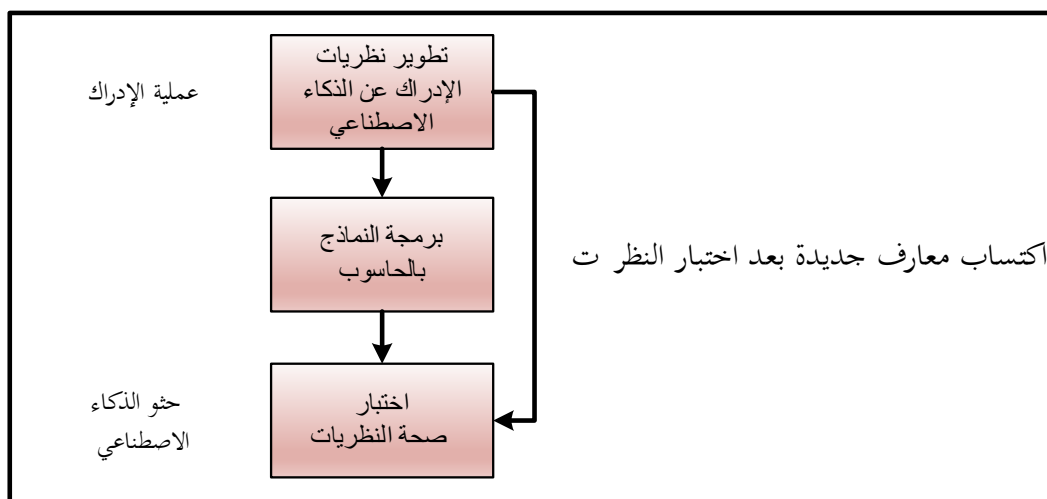 تطوير نظريات
الإدراك عن الذكاء
الاصطناعي
عملية الإدراك
برمجة النماذج
بالحاسوب
اكتساب معارف جديدة بعد اختبار النظر ت
اختبار
صحة النظريات
حثو الذكاء
الاصطناعي